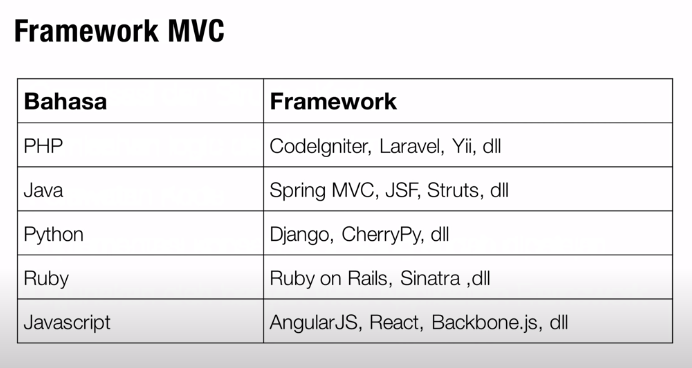 Framework MVC
Bahasa Framework
PHP CodeIgniter, Laravel, Yii, dll
Java Spring MVC, JSF, Struts, dll
Python Django, CherryPy, dll
Ruby Ruby on Rails, Sinatra ,dll
Javascript AngularJS, React, Backbone.js, dll